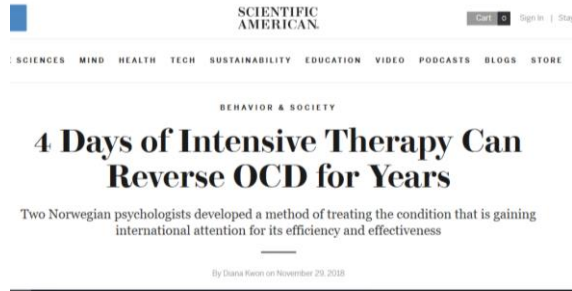 SCIENTIFIC
AMERICAN.
Cart 0 Sign In | Stay
SCIENCES MIND HEALTH TECH SUSTAINABILITY EDUCATION VIDEO PODCASTS BLOGS STORE
BEHAVIOR & SOCIETY
4 Days of Intensive Therapy Can
Reverse OCD for Years
Two Norwegian psychologists developed a method of treating the condition that is gaining
international attention for its efficiency and effectiveness
By Diana Kwon on November 29, 2018